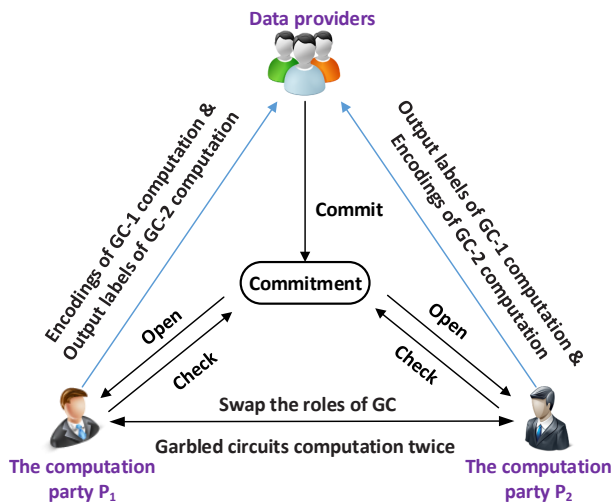 Data providers
Encodings of GC-1 computation &
Output labels of GC-2 computation
Output labels of GC-1 computation &
Encodings of GC-2 computation
Commit
Commitment
Open
Check
Open
Check
Swap the roles of GC
Garbled circuits computation twice
The computation
party P₁
The computation
party P₂